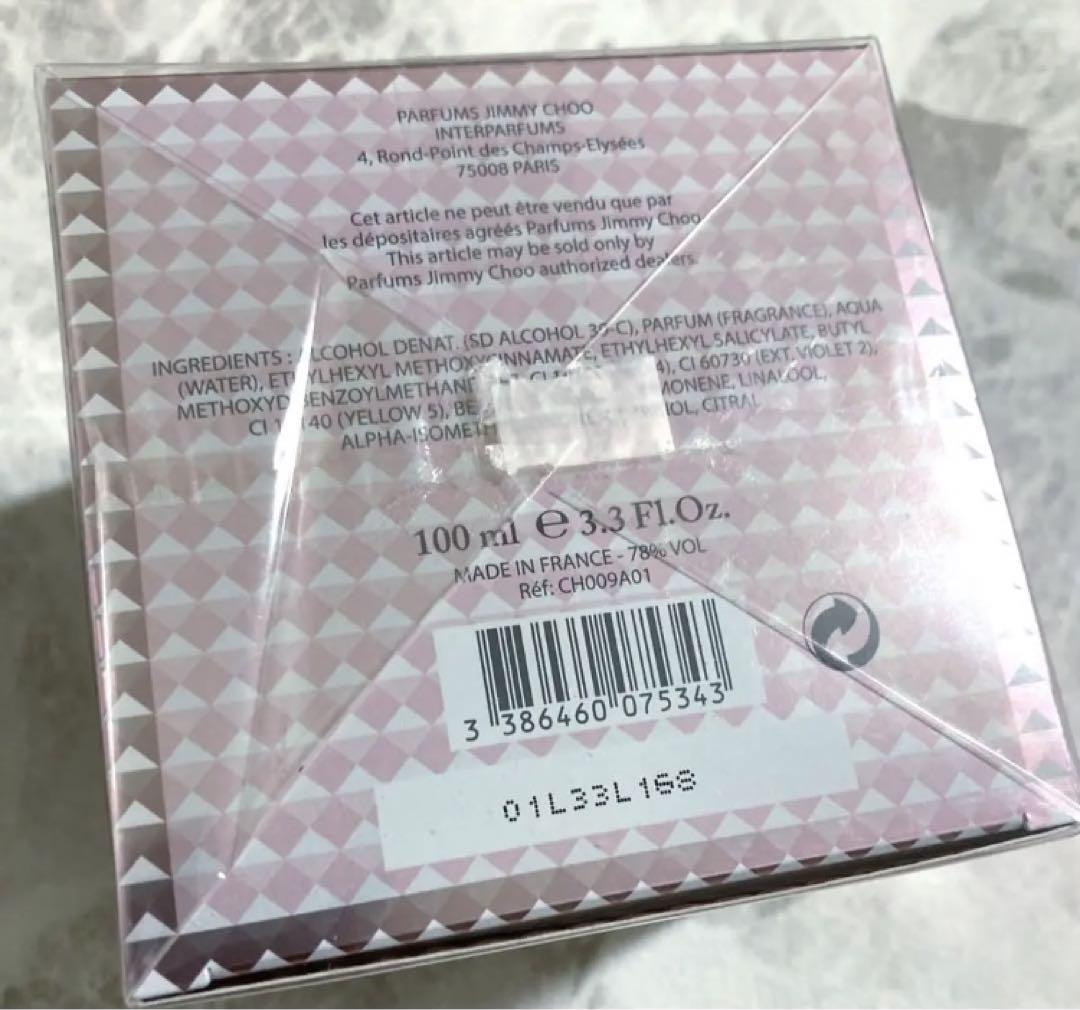 PARFUMS JIMMY CHOO
INTERPARFUMS
4, Rond-Point des Champs-Elysées
75008 PARIS
Cet article ne peut être vendu que par
les dépositaires agréés Parfums Jimmy Choo
This article may be sold only by
Parfums Jimmy Choo authorized dealers.
INGREDIENTS : ALCOHOL DENAT. (SD ALCOHOL 39-C), PARFUM (FRAGRANCE), AQUA
(WATER), ETHYLHEXYL METHOXYCINNAMATE, ETHYLHEXYL SALICYLATE, BUTYL
METHOXYDIBENZOYLMETHANE, CI 60730 (EXT. VIOLET 2),
CI (YELLOW 5), LIMONENE, LINALOOL,
CITRAL
100 ml e 3.3 Fl.Oz.
MADE IN FRANCE - 78% VOL
Réf: CH009A01
3 386460 075343
01L33L168